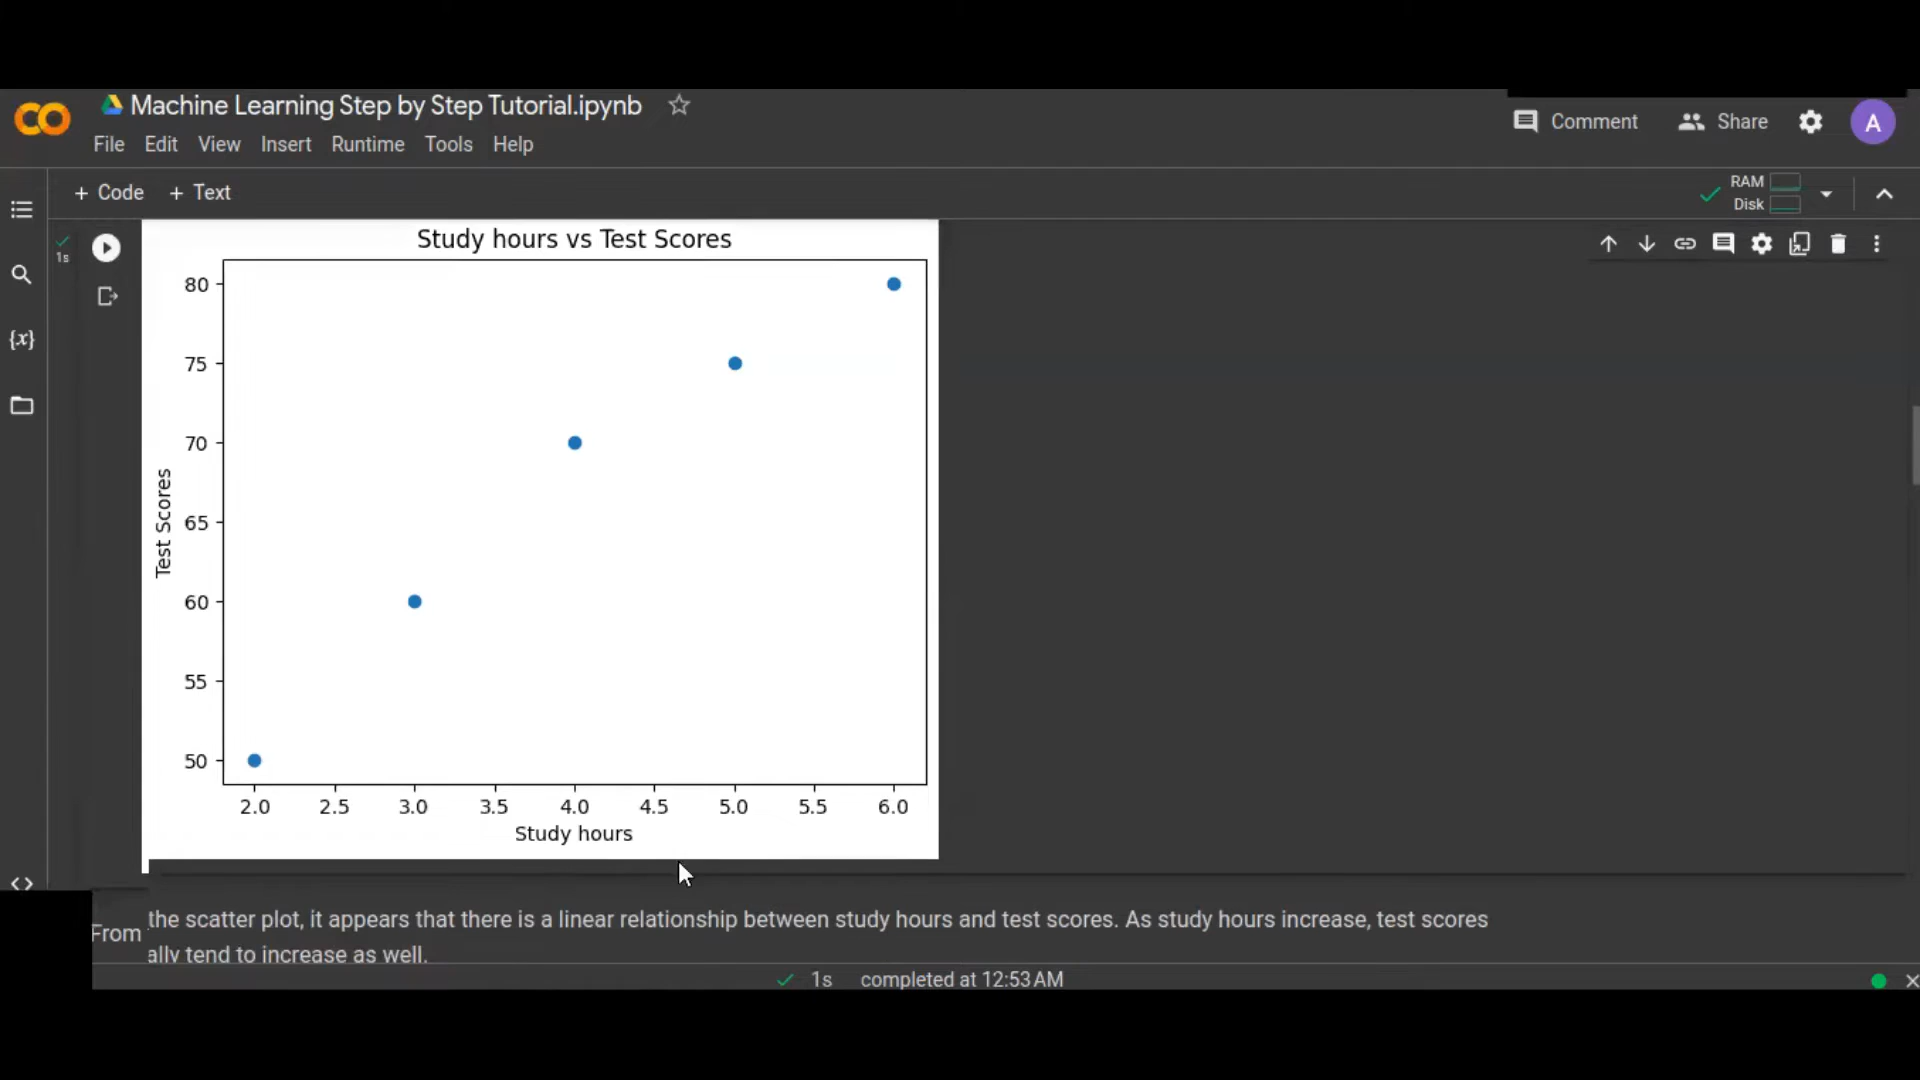 CO
Machine Learning Step by Step Tutorial.ipynb
File Edit View Insert Runtime Tools Help
Comment
Share
A
+ Code + Text
RAM
Disk
1s
{x}
Study hours vs Test Scores
80
75
70
65
60
55
50
Test Scores
2.0 2.5 3.0 3.5 4.0 4.5 5.0 5.5 6.0
Study hours
<>
From the scatter plot, it appears that there is a linear relationship between study hours and test scores. As study hours increase, test scores
ally tend to increase as well.
1s completed at 12:53 AM